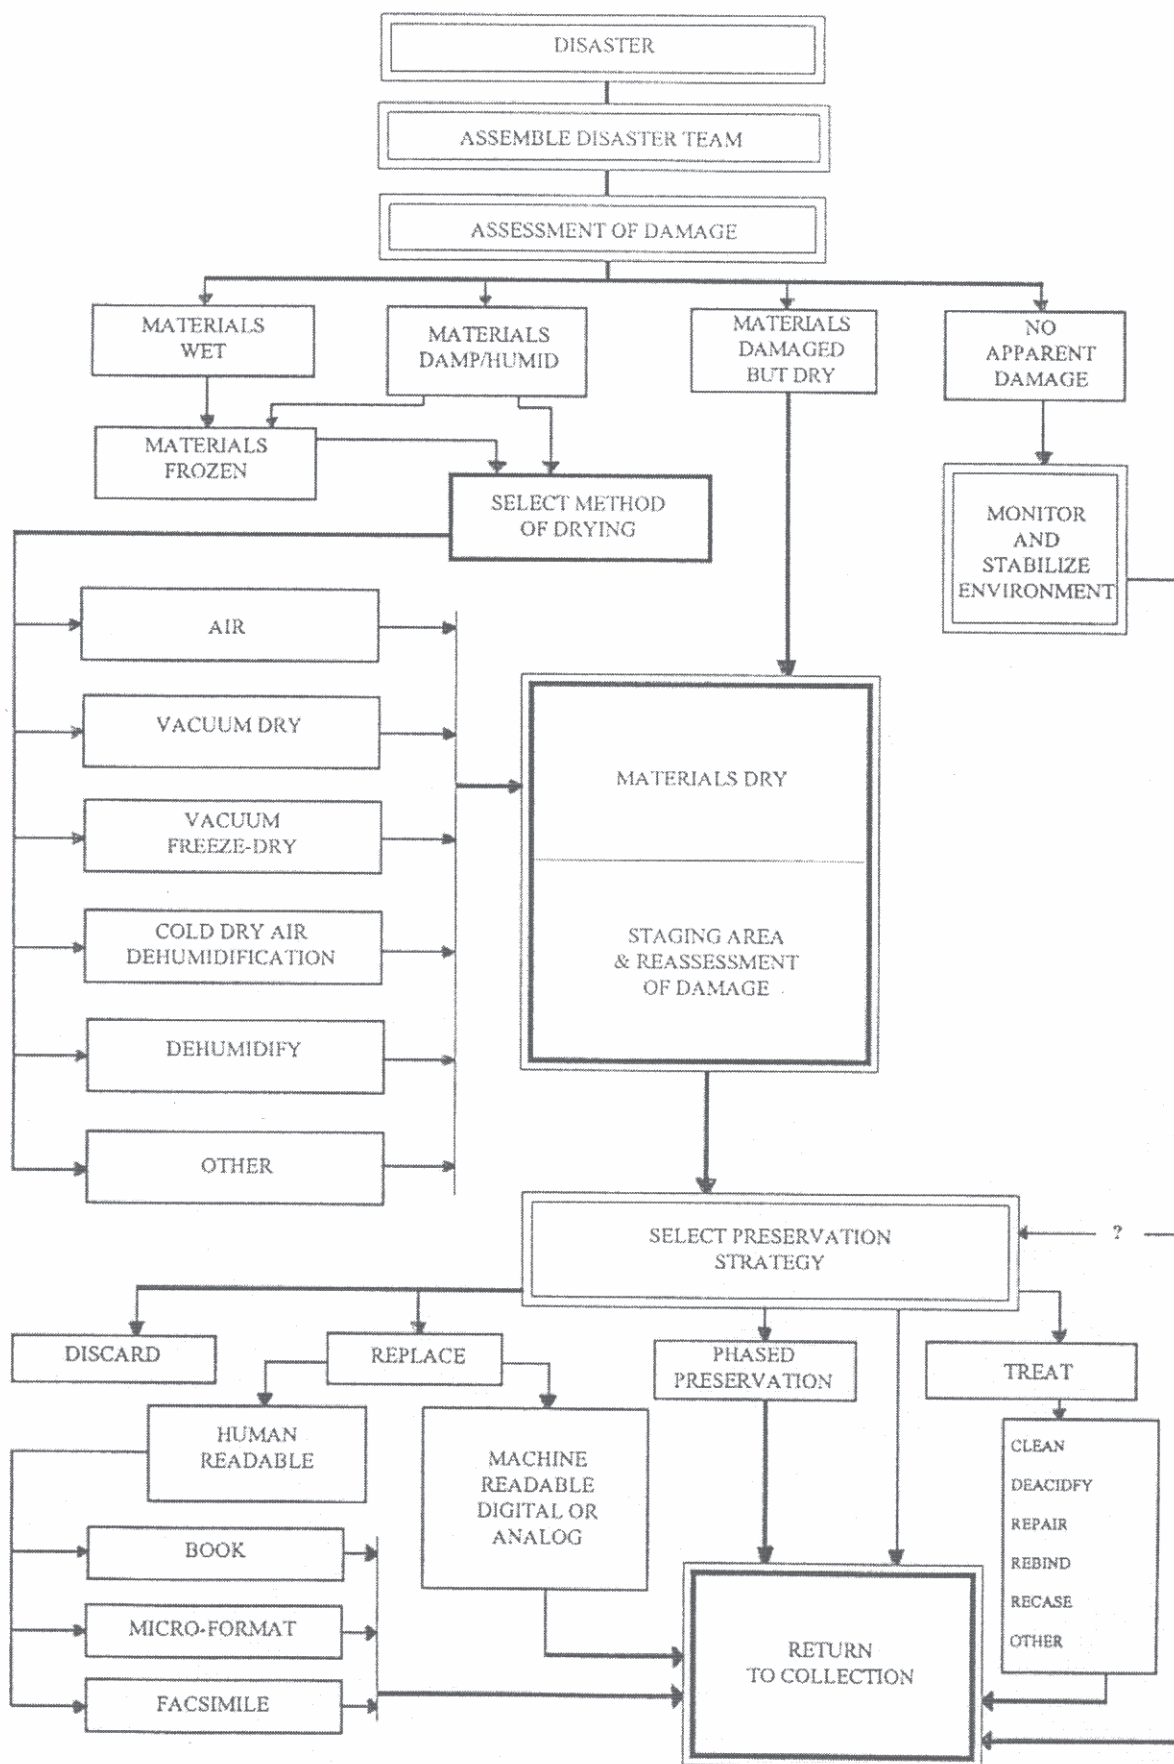 DISASTER
ASSEMBLE DISASTER TEAM
ASSESSMENT OF DAMAGE
MATERIALS
WET
MATERIALS
DAMP/HUMID
MATERIALS
DAMAGED
BUT DRY
NO
APPARENT
DAMAGE
MATERIALS
FROZEN
SELECT METHOD
OF DRYING
MONITOR
AND
STABILIZE
ENVIRONMENT
AIR
VACUUM DRY
VACUUM
FREEZE-DRY
COLD DRY AIR
DEHUMIDIFICATION
DEHUMIDIFY
OTHER
MATERIALS DRY
STAGING AREA
& REASSESSMENT
OF DAMAGE
SELECT PRESERVATION
STRATEGY
?
DISCARD
REPLACE
PHASED
PRESERVATION
TREAT
HUMAN
READABLE
MACHINE
READABLE
DIGITAL OR
ANALOG
CLEAN
DEACIDFY
REPAIR
REBIND
RECASE
OTHER
BOOK
MICRO-FORMAT
FACSIMILE
RETURN
TO COLLECTION